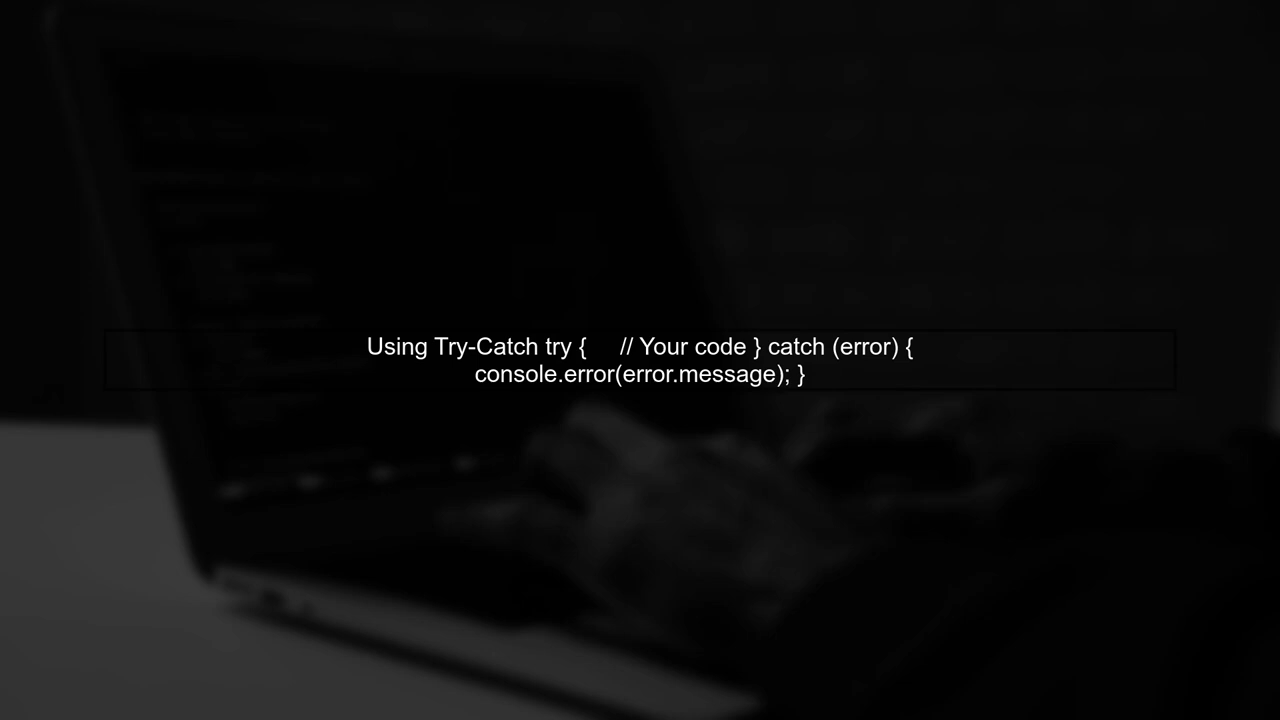 Using Try-Catch try {     // Your code } catch (error) {
console.error(error.message); }